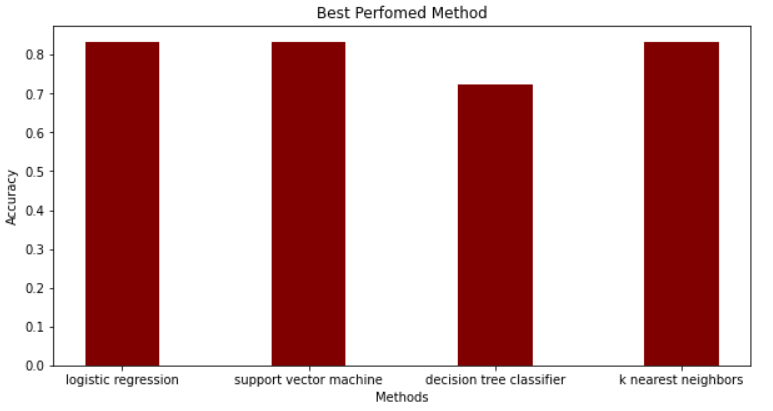 Best Perfomed Method
Accuracy
0.8
0.7
0.6
0.5
0.4
0.3
0.2
0.1
0.0
logistic regression support vector machine decision tree classifier k nearest neighbors
Methods